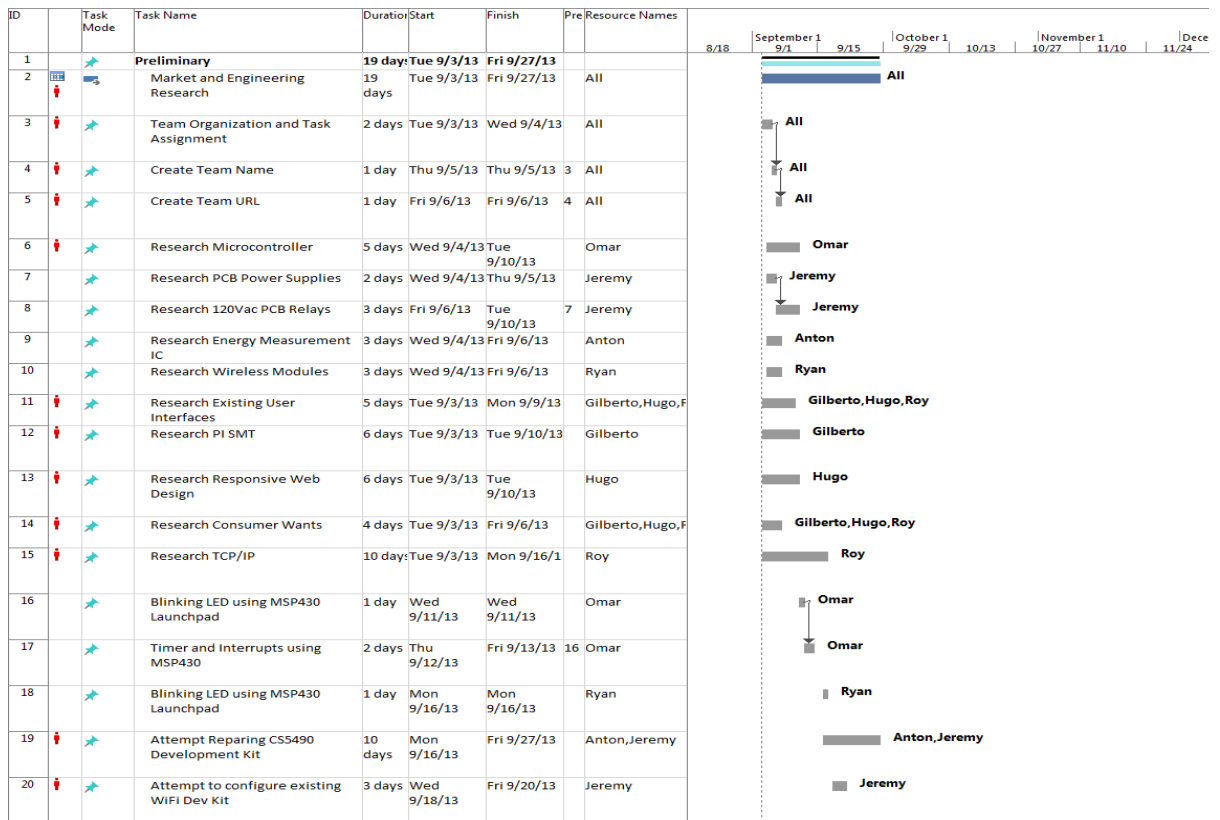 ID Task Mode Task Name Duration Start Finish Pre Resource Names
September 1 October 1 November 1 Dece
8/18 9/1 9/15 9/29 10/13 10/27 11/10 11/24
1 Preliminary 19 days Tue 9/3/13 Fri 9/27/13
2 Market and Engineering Research 19 days Tue 9/3/13 Fri 9/27/13 All All
3 Team Organization and Task Assignment 2 days Tue 9/3/13 Wed 9/4/13 All All
4 Create Team Name 1 day Thu 9/5/13 Thu 9/5/13 3 All All
5 Create Team URL 1 day Fri 9/6/13 Fri 9/6/13 4 All All
6 Research Microcontroller 5 days Wed 9/4/13 Tue 9/10/13 Omar Omar
7 Research PCB Power Supplies 2 days Wed 9/4/13 Thu 9/5/13 Jeremy Jeremy
8 Research 120Vac PCB Relays 3 days Fri 9/6/13 Tue 9/10/13 7 Jeremy Jeremy
9 Research Energy Measurement IC 3 days Wed 9/4/13 Fri 9/6/13 Anton Anton
10 Research Wireless Modules 3 days Wed 9/4/13 Fri 9/6/13 Ryan Ryan
11 Research Existing User Interfaces 5 days Tue 9/3/13 Mon 9/9/13 Gilberto,Hugo,F Gilberto,Hugo,Roy
12 Research PI SMT 6 days Tue 9/3/13 Tue 9/10/13 Gilberto Gilberto
13 Research Responsive Web Design 6 days Tue 9/3/13 Tue 9/10/13 Hugo Hugo
14 Research Consumer Wants 4 days Tue 9/3/13 Fri 9/6/13 Gilberto,Hugo,F Gilberto,Hugo,Roy
15 Research TCP/IP 10 days Tue 9/3/13 Mon 9/16/1 Roy Roy
16 Blinking LED using MSP430 Launchpad 1 day Wed 9/11/13 Wed 9/11/13 Omar Omar
17 Timer and Interrupts using MSP430 2 days Thu 9/12/13 Fri 9/13/13 16 Omar Omar
18 Blinking LED using MSP430 Launchpad 1 day Mon 9/16/13 Mon 9/16/13 Ryan Ryan
19 Attempt Reparing CS5490 Development Kit 10 days Mon 9/16/13 Fri 9/27/13 Anton,Jeremy Anton,Jeremy
20 Attempt to configure existing WiFi Dev Kit 3 days Wed 9/18/13 Fri 9/20/13 Jeremy Jeremy